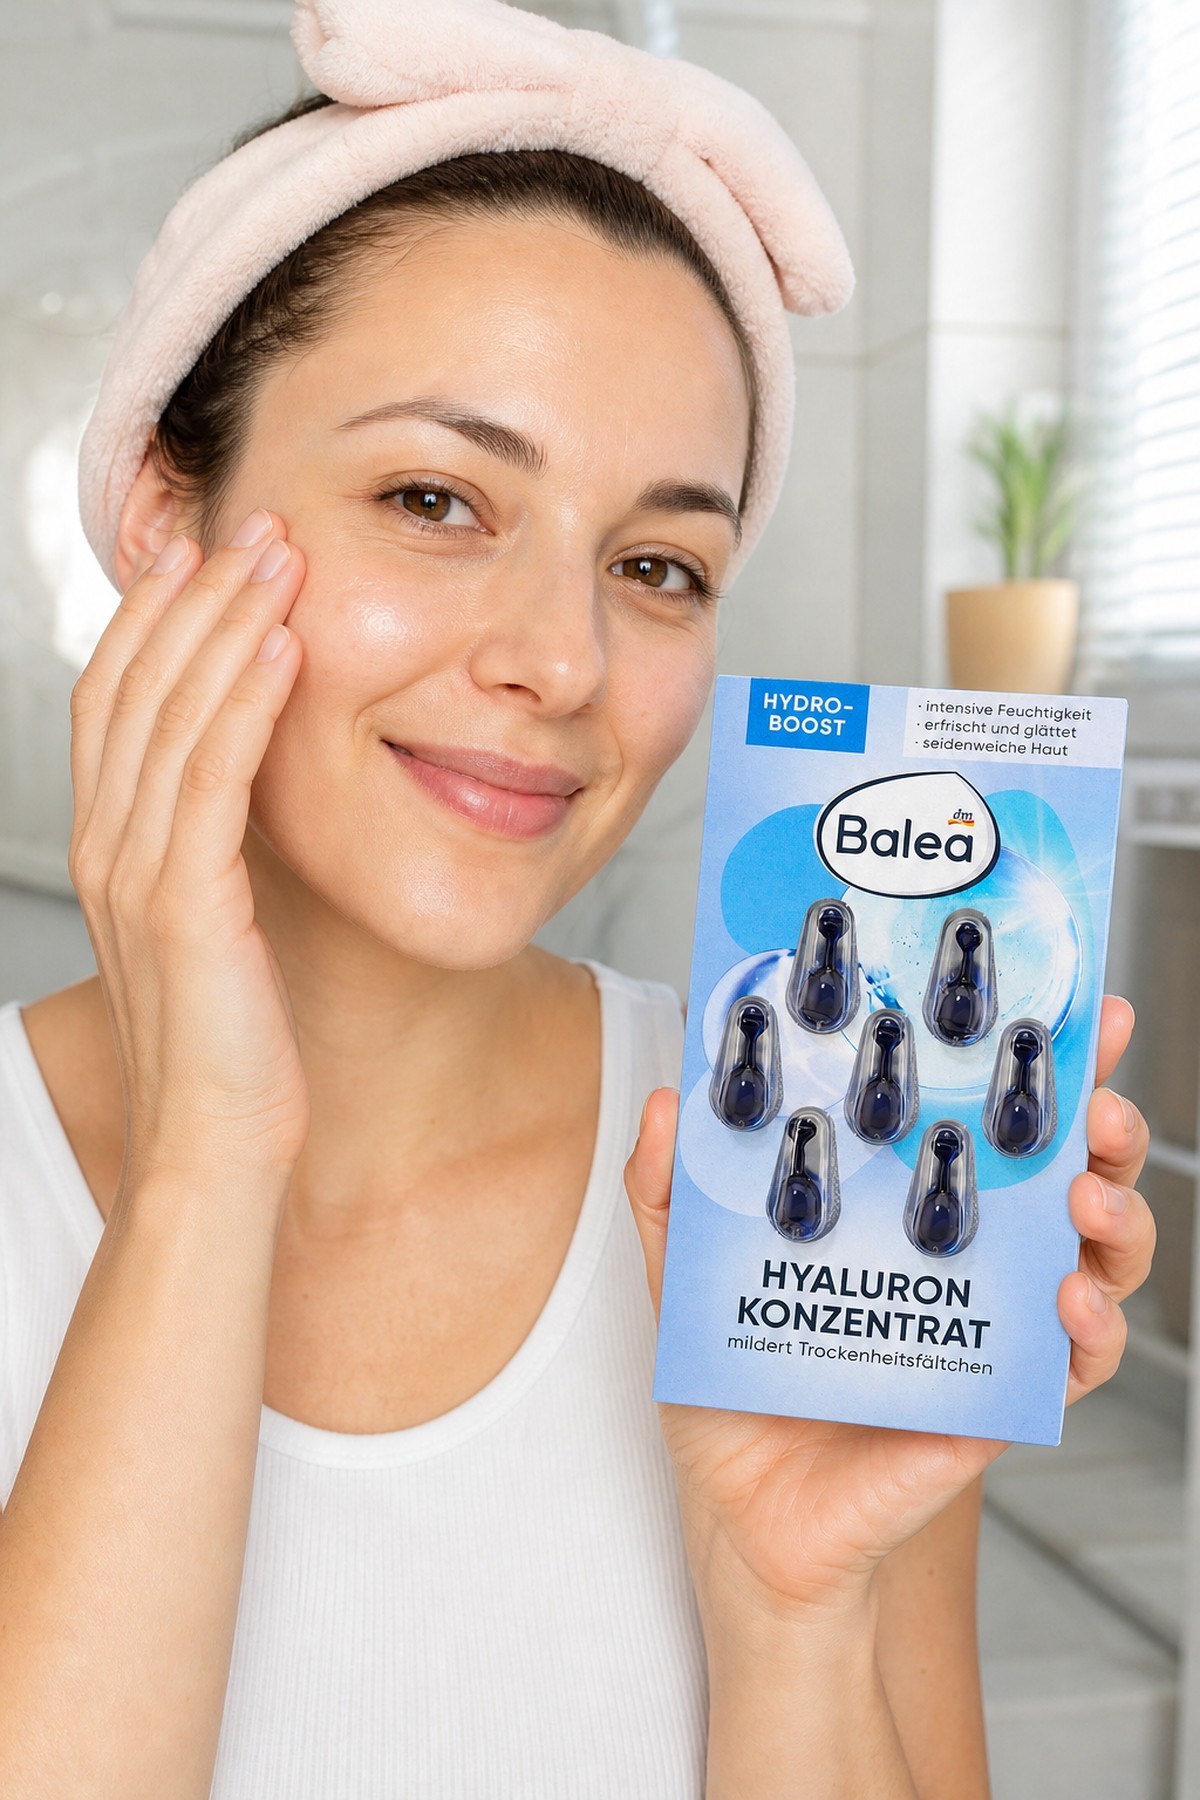 HYDRO-
BOOST
· intensive Feuchtigkeit
· erfrischt und glättet
· seidenweiche Haut
dm
Balea
HYALURON
KONZENTRAT
mildert Trockenheitsfältchen